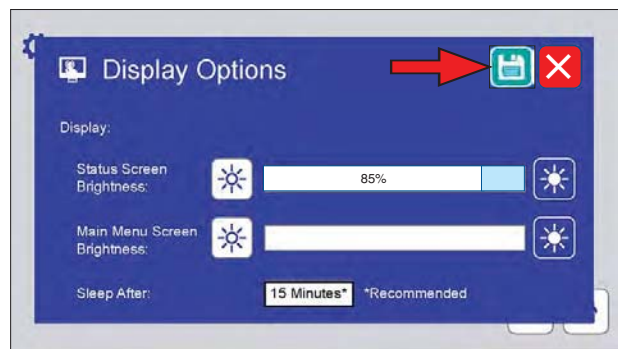 Display Options
Display:
Status Screen
Brightness:
85%
Main Menu Screen
Brightness:
Sleep After:
15 Minutes* *Recommended